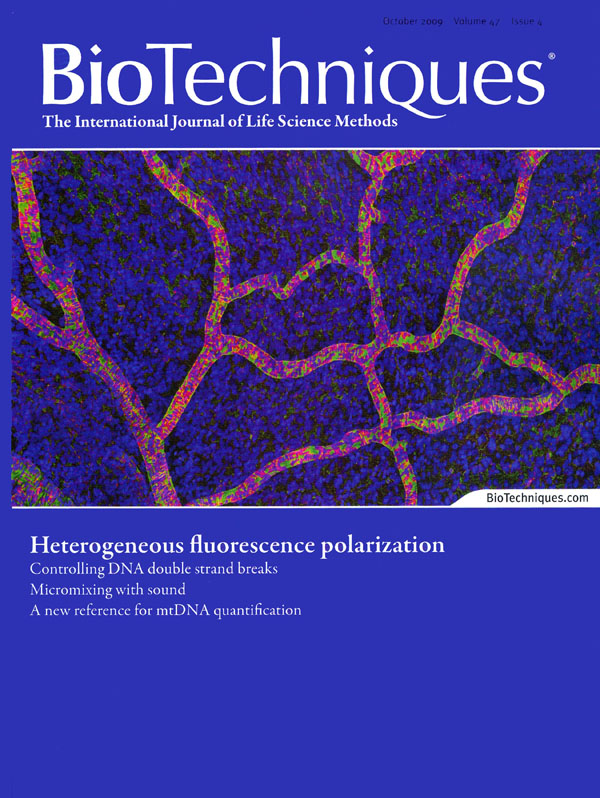 October 2009 Volume 47 Issue 4
BioTechniques®
The International Journal of Life Science Methods
BioTechniques.com
Heterogeneous fluorescence polarization
Controlling DNA double strand breaks
Micromixing with sound
A new reference for mtDNA quantification